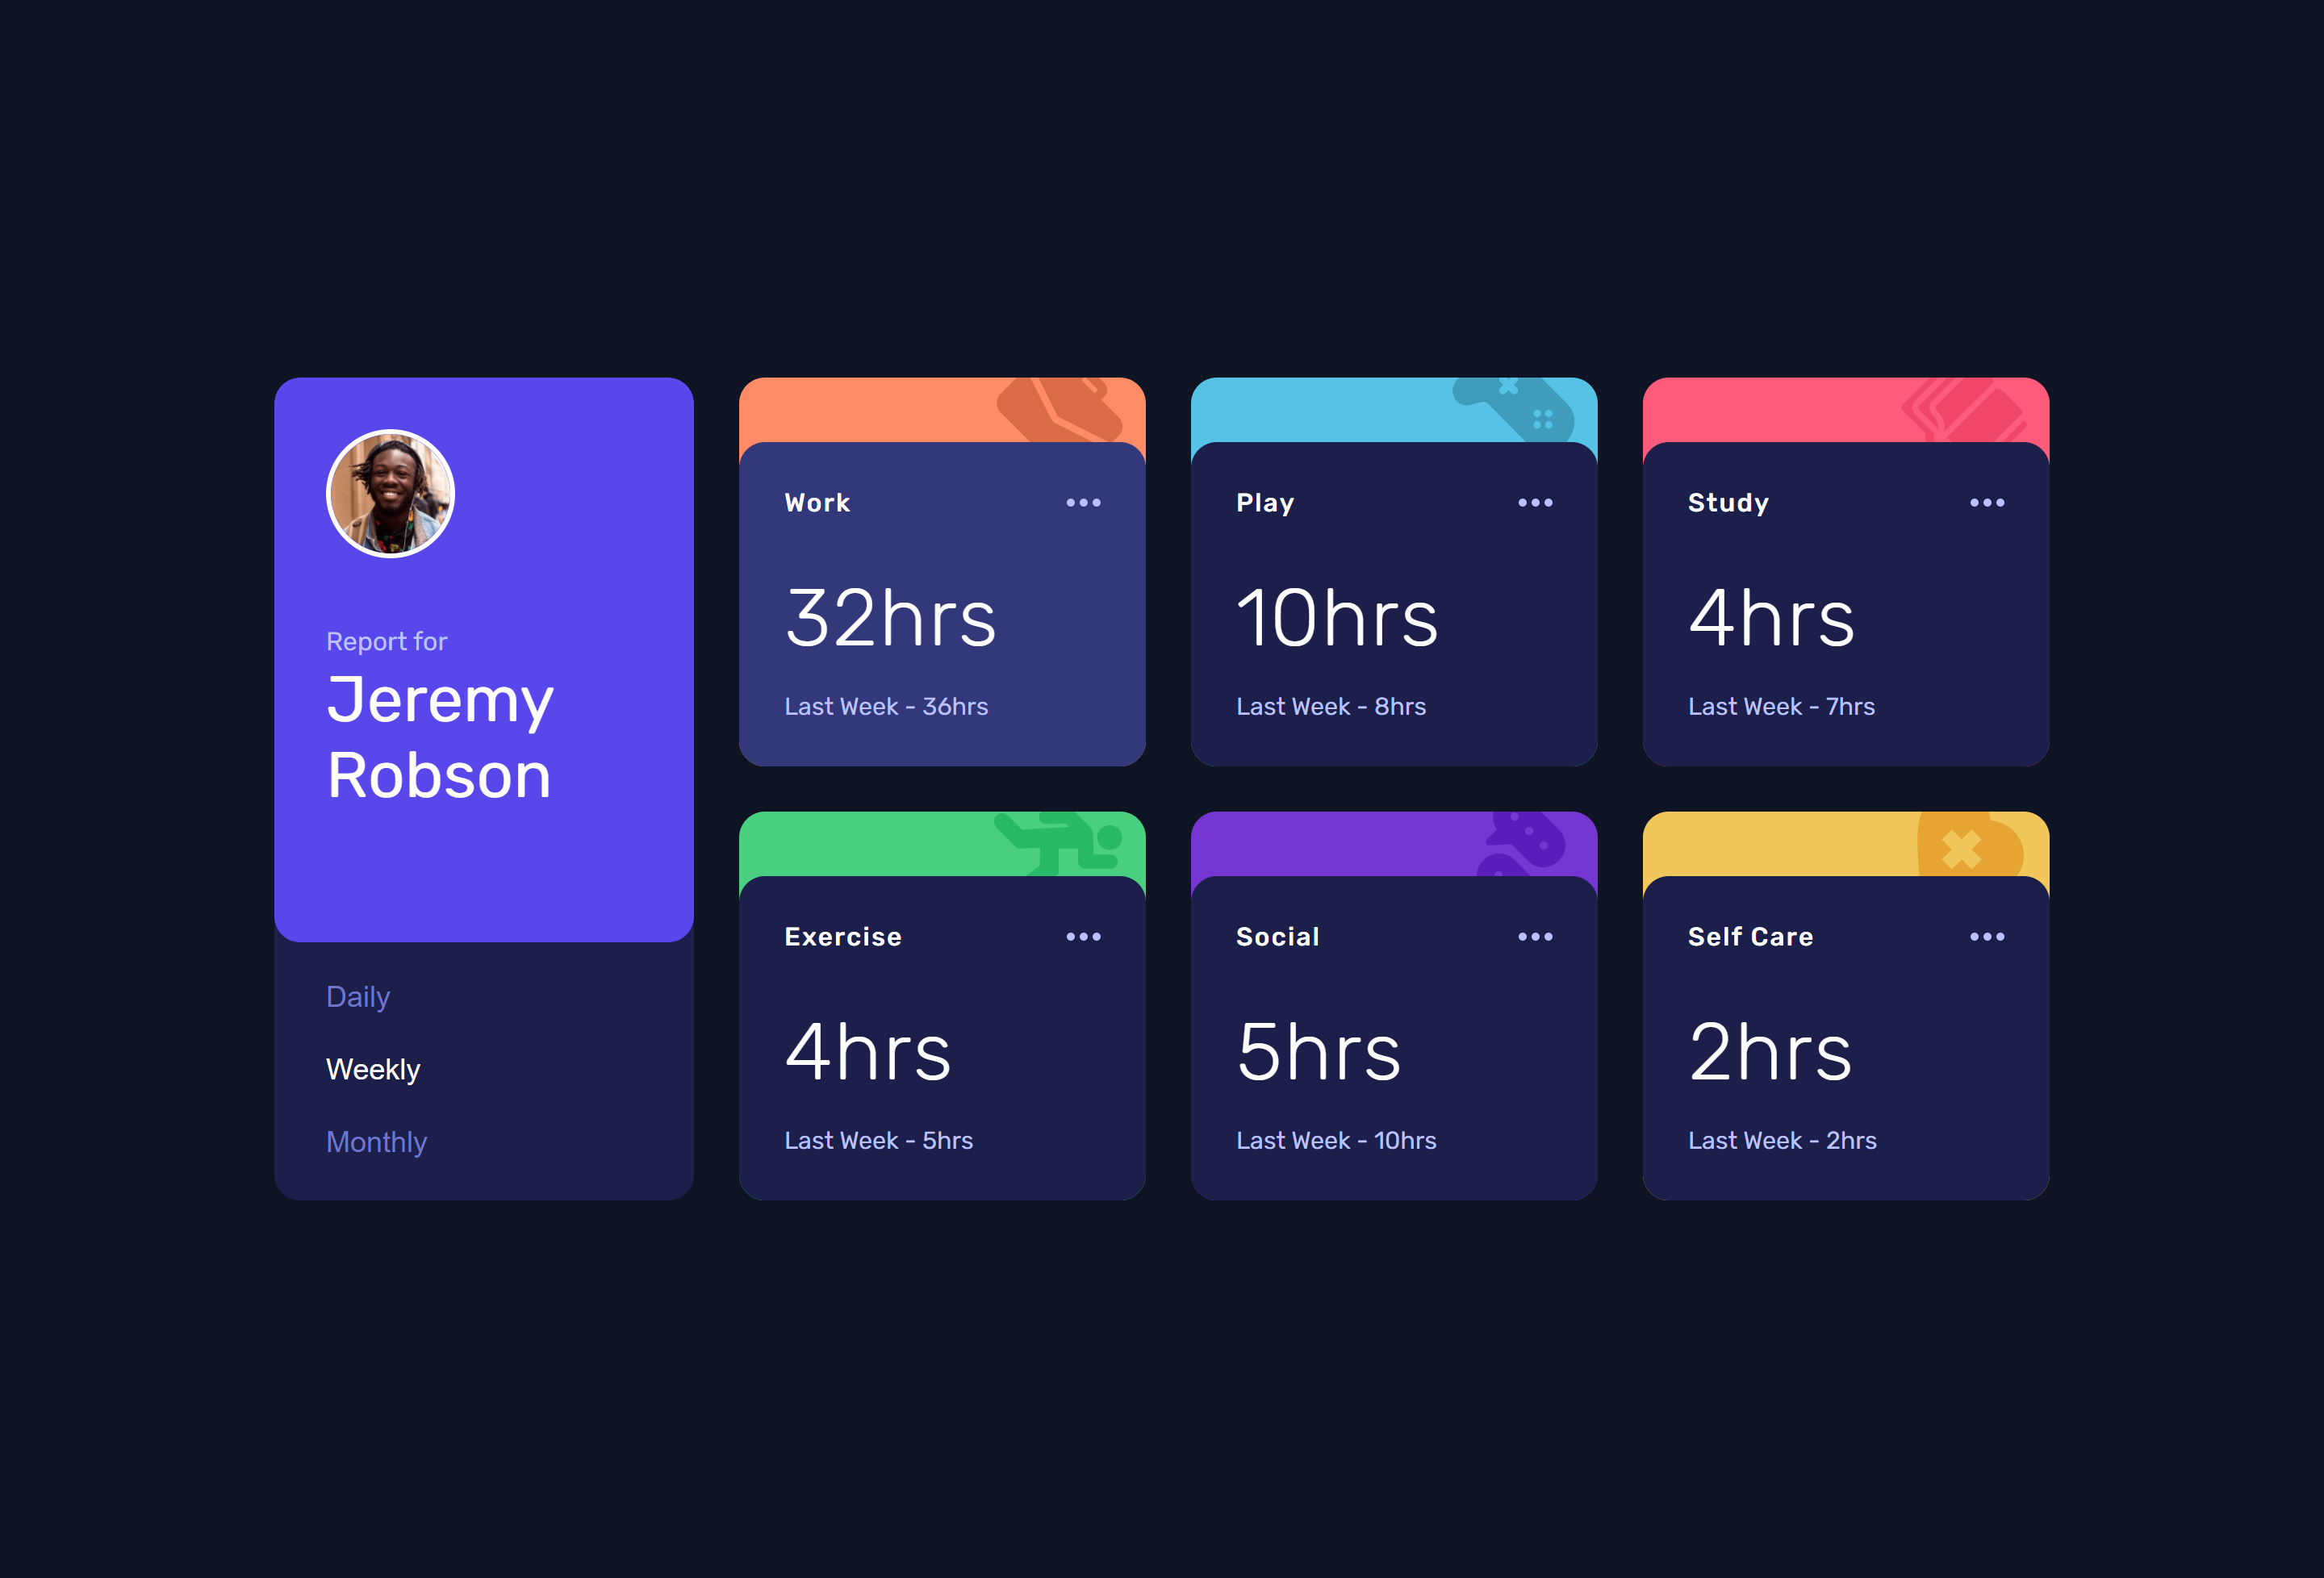 Report for
Jeremy
Robson
Daily
Weekly
Monthly
Work
32hrs
Last Week - 36hrs
Play
10hrs
Last Week - 8hrs
Study
4hrs
Last Week - 7hrs
Exercise
4hrs
Last Week - 5hrs
Social
5hrs
Last Week - 10hrs
Self Care
2hrs
Last Week - 2hrs